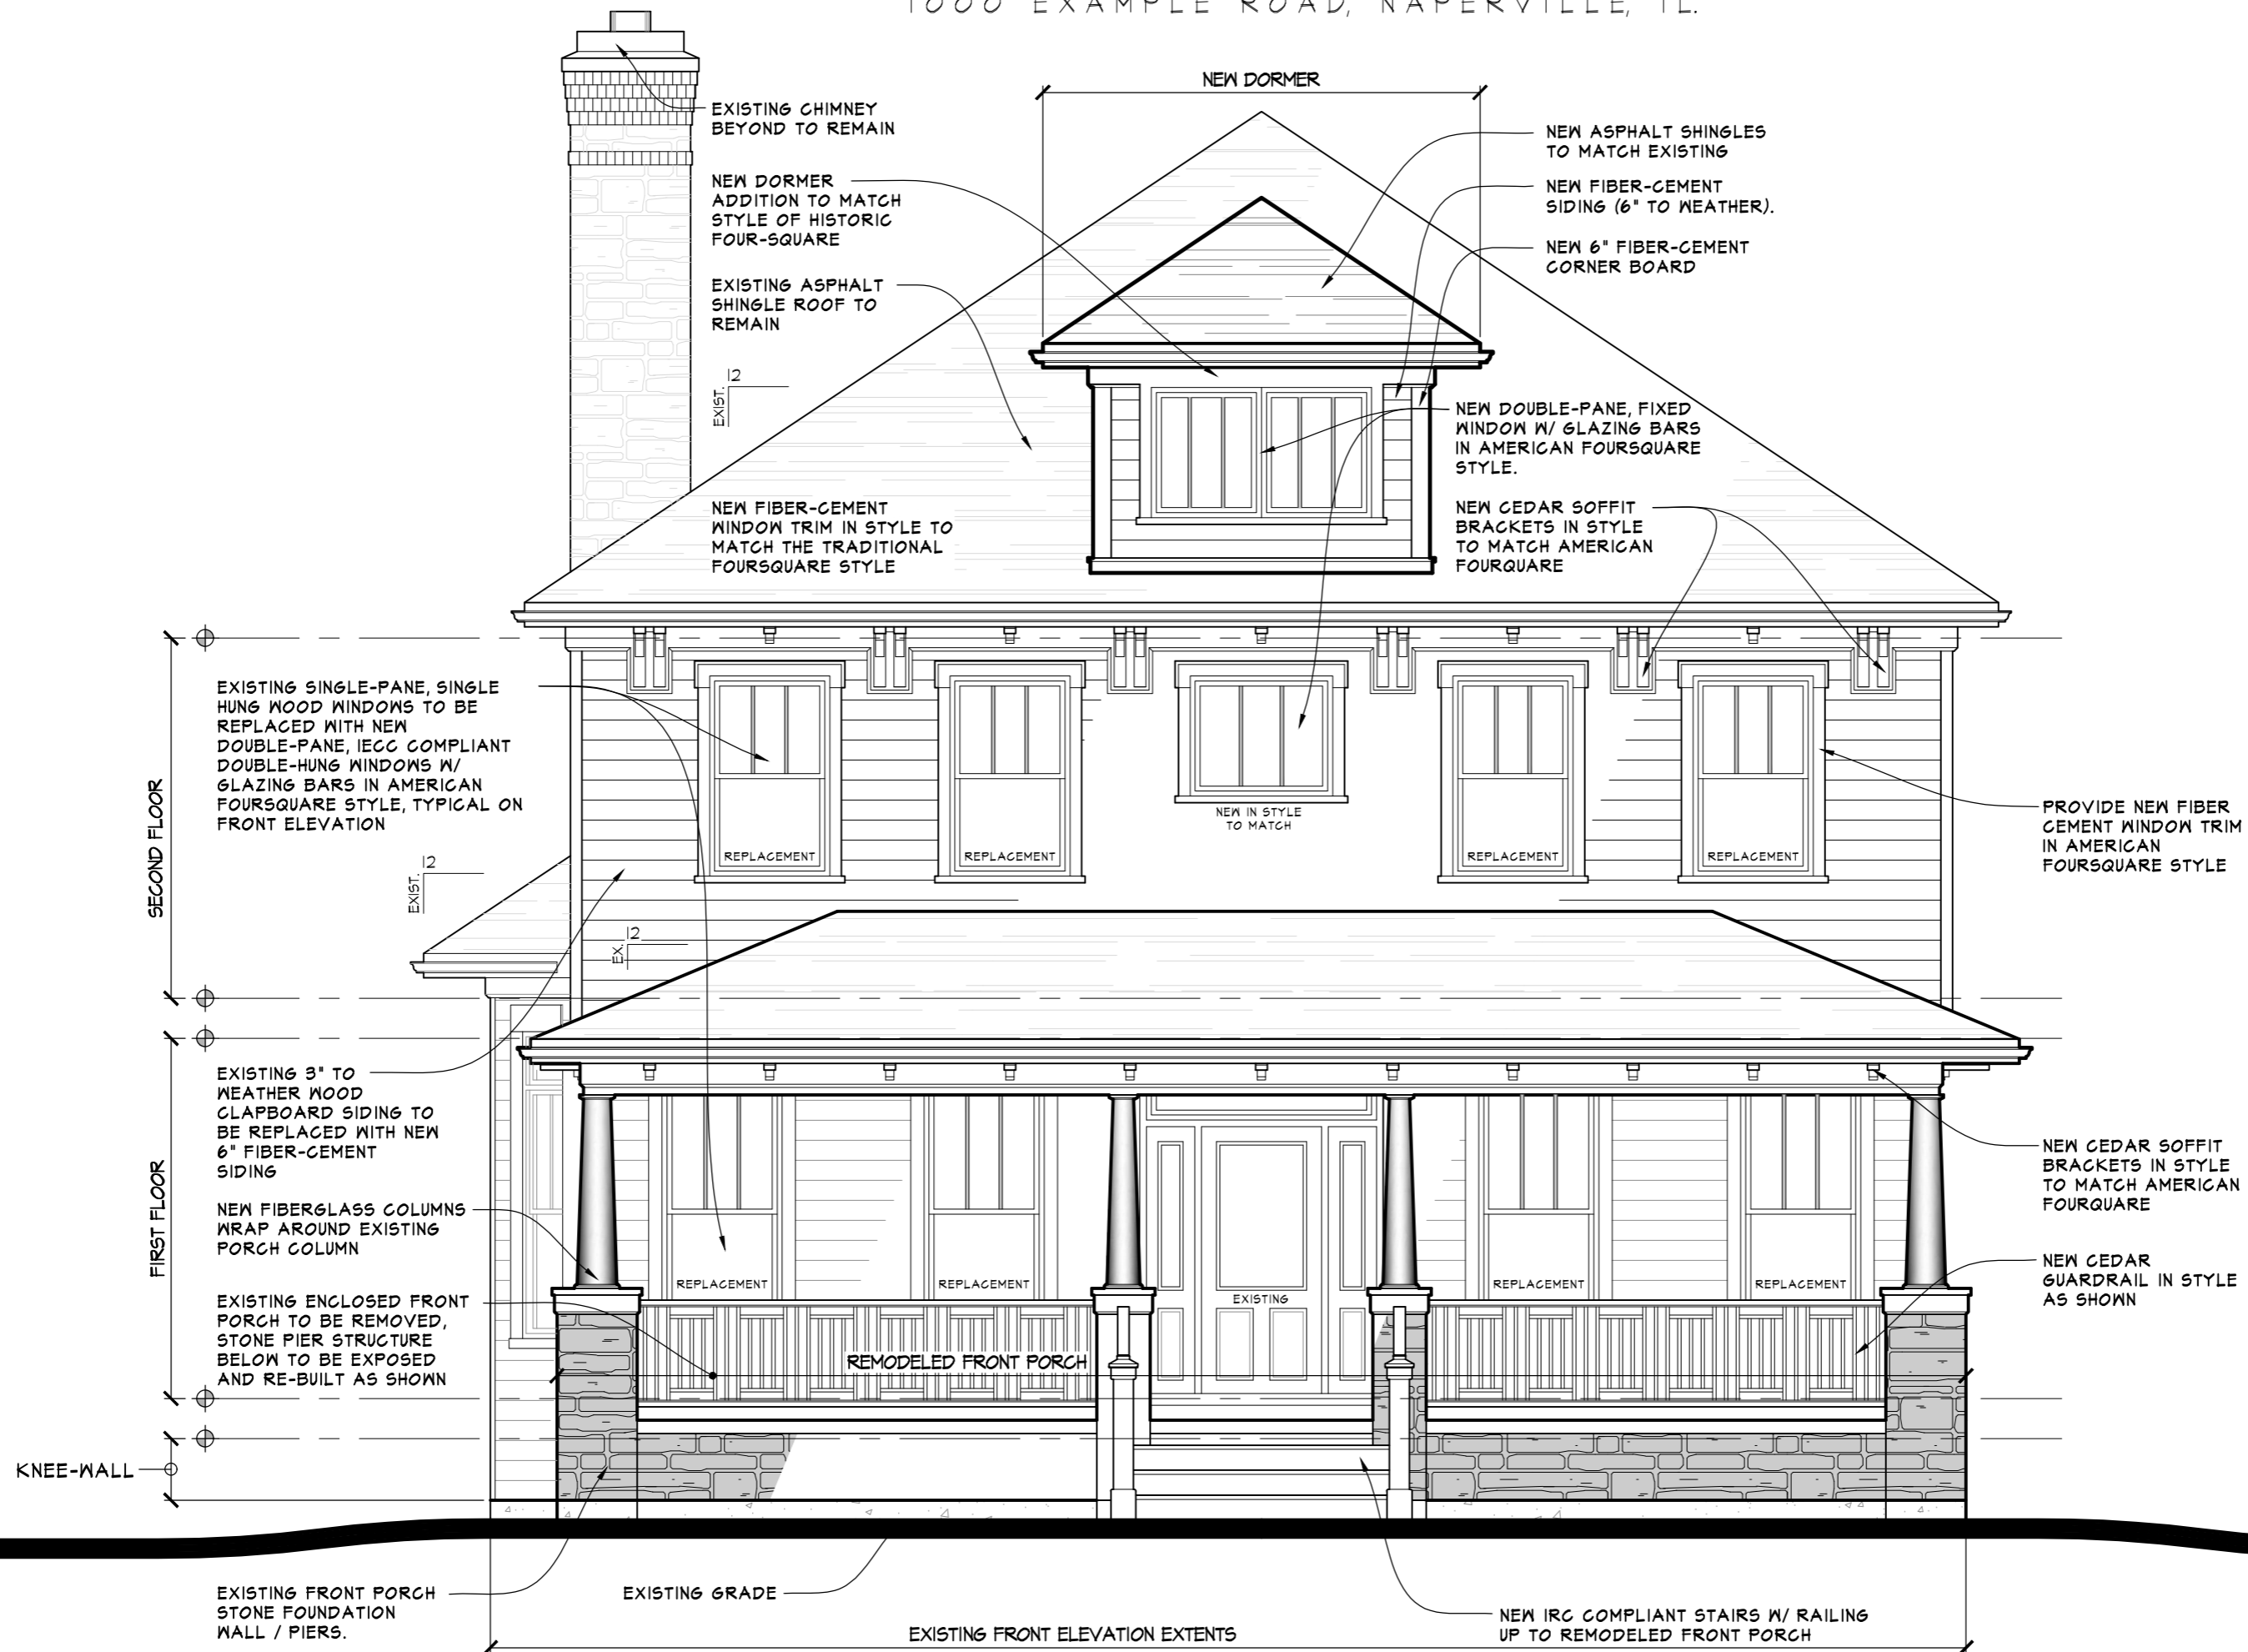 1000 EXAMPLE ROAD, NAPERVILLE, IL.
NEW DORMER
EXISTING CHIMNEY
BEYOND TO REMAIN
NEW DORMER
ADDITION TO MATCH
STYLE OF HISTORIC
FOUR-SQUARE
EXISTING ASPHALT
SHINGLE ROOF TO
REMAIN
12
EXIST.
NEW FIBER-CEMENT
WINDOW TRIM IN STYLE TO
MATCH THE TRADITIONAL
FOURSQUARE STYLE
NEW ASPHALT SHINGLES
TO MATCH EXISTING
NEW FIBER-CEMENT
SIDING (6" TO WEATHER).
NEW 6" FIBER-CEMENT
CORNER BOARD
NEW DOUBLE-PANE, FIXED
WINDOW W/ GLAZING BARS
IN AMERICAN FOURSQUARE
STYLE.
NEW CEDAR SOFFIT
BRACKETS IN STYLE
TO MATCH AMERICAN
FOURQUARE
EXISTING SINGLE-PANE, SINGLE
HUNG WOOD WINDOWS TO BE
REPLACED WITH NEW
DOUBLE-PANE, IECC COMPLIANT
DOUBLE-HUNG WINDOWS W/
GLAZING BARS IN AMERICAN
FOURSQUARE STYLE, TYPICAL ON
FRONT ELEVATION
SECOND FLOOR
12
EXIST.
REPLACEMENT
REPLACEMENT
NEW IN STYLE
TO MATCH
REPLACEMENT
REPLACEMENT
PROVIDE NEW FIBER
CEMENT WINDOW TRIM
IN AMERICAN
FOURSQUARE STYLE
12
EX.
EXISTING 3" TO
WEATHER WOOD
CLAPBOARD SIDING TO
BE REPLACED WITH NEW
6" FIBER-CEMENT
SIDING
FIRST FLOOR
NEW FIBERGLASS COLUMNS
WRAP AROUND EXISTING
PORCH COLUMN
EXISTING ENCLOSED FRONT
PORCH TO BE REMOVED,
STONE PIER STRUCTURE
BELOW TO BE EXPOSED
AND RE-BUILT AS SHOWN
REPLACEMENT
REPLACEMENT
EXISTING
REPLACEMENT
REPLACEMENT
REMODELED FRONT PORCH
NEW CEDAR SOFFIT
BRACKETS IN STYLE
TO MATCH AMERICAN
FOURQUARE
NEW CEDAR
GUARDRAIL IN STYLE
AS SHOWN
KNEE-WALL
EXISTING FRONT PORCH
STONE FOUNDATION
WALL / PIERS.
EXISTING GRADE
NEW IRC COMPLIANT STAIRS W/ RAILING
UP TO REMODELED FRONT PORCH
EXISTING FRONT ELEVATION EXTENTS